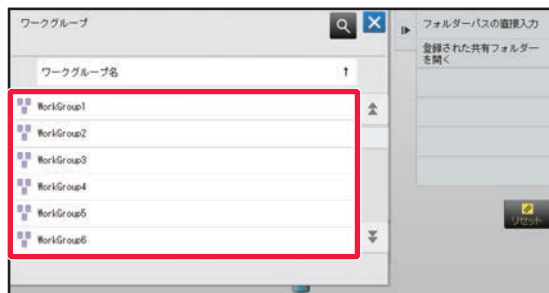 ワークグループ
ワークグループ名 ↑
WorkGroup1
WorkGroup2
WorkGroup3
WorkGroup4
WorkGroup5
WorkGroup6
フォルダーパスの直接入力
登録された共有フォルダー
を開く
リセット